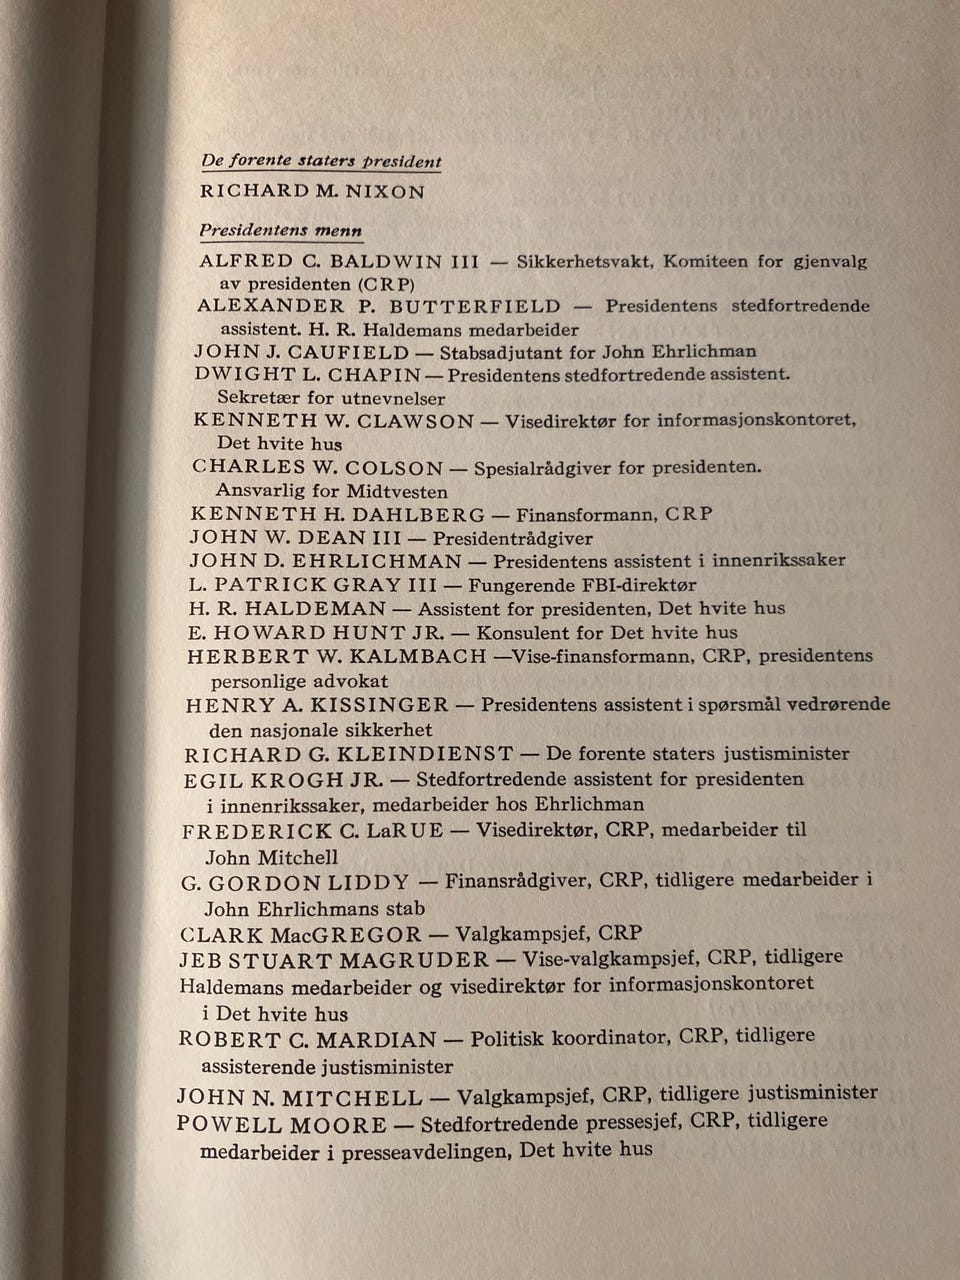 De forente staters president
RICHARD M. NIXON
Presidentens menn
ALFRED C. BALDWIN III — Sikkerhetsvakt, Komiteen for gjenvalg
av presidenten (CRP)
ALEXANDER P. BUTTERFIELD — Presidentens stedfortredende
assistent. H. R. Haldemans medarbeider
JOHN J. CAUFIELD — Stabsadjutant for John Ehrlichman
DWIGHT L. CHAPIN — Presidentens stedfortredende assistent.
Sekretær for utnevnelser
KENNETH W. CLAWSON — Visedirektør for informasjonskontoret,
Det hvite hus
CHARLES W. COLSON — Spesialrådgiver for presidenten.
Ansvarlig for Midtvesten
KENNETH H. DAHLBERG — Finansformann, CRP
JOHN W. DEAN III — Presidentrådgiver
JOHN D. EHRLICHMAN — Presidentens assistent i innenrikssaker
L. PATRICK GRAY III — Fungerende FBI-direktør
H. R. HALDEMAN — Assistent for presidenten, Det hvite hus
E. HOWARD HUNT JR. — Konsulent for Det hvite hus
HERBERT W. KALMBACH —Vise-finansformann, CRP, presidentens
personlige advokat
HENRY A. KISSINGER — Presidentens assistent i spørsmål vedrørende
den nasjonale sikkerhet
RICHARD G. KLEINDIENST — De forente staters justisminister
EGIL KROGH JR. — Stedfortredende assistent for presidenten
i innenrikssaker, medarbeider hos Ehrlichman
FREDERICK C. LaRUE — Visedirektør, CRP, medarbeider til
John Mitchell
G. GORDON LIDDY — Finansrådgiver, CRP, tidligere medarbeider i
John Ehrlichmans stab
CLARK MacGREGOR — Valgkampsjef, CRP
JEB STUART MAGRUDER — Vise-valgkampsjef, CRP, tidligere
Haldemans medarbeider og visedirektør for informasjonskontoret
i Det hvite hus
ROBERT C. MARDIAN — Politisk koordinator, CRP, tidligere
assisterende justisminister
JOHN N. MITCHELL — Valgkampsjef, CRP, tidligere justisminister
POWELL MOORE — Stedfortredende pressesjef, CRP, tidligere
medarbeider i presseavdelingen, Det hvite hus